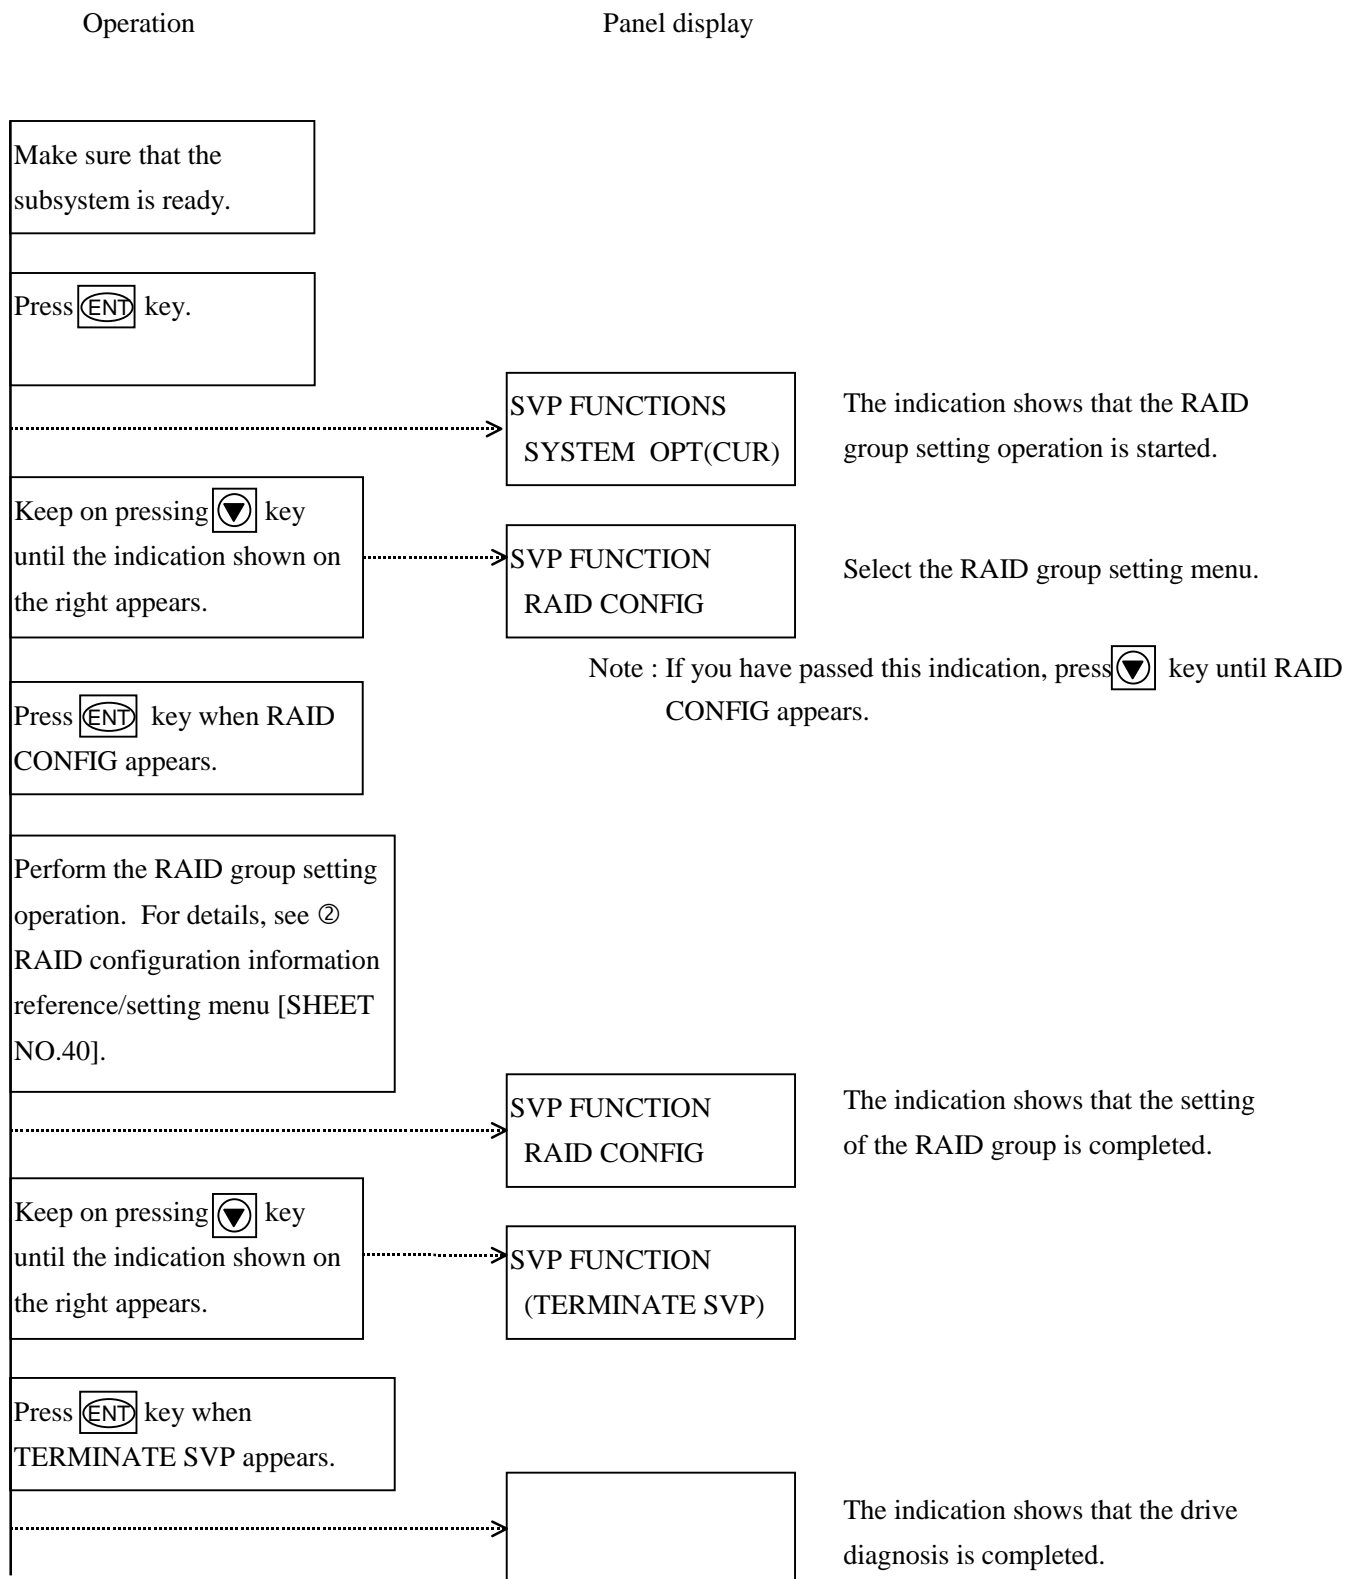 Operation
Panel display
Make sure that the
subsystem is ready.
Press ENT key.
SVP FUNCTIONS
SYSTEM OPT(CUR)
The indication shows that the RAID
group setting operation is started.
Keep on pressing ▼ key
until the indication shown on
the right appears.
SVP FUNCTION
RAID CONFIG
Select the RAID group setting menu.
Note : If you have passed this indication, press ▼ key until RAID
CONFIG appears.
Press ENT key when RAID
CONFIG appears.
Perform the RAID group setting
operation. For details, see ②
RAID configuration information
reference/setting menu [SHEET
NO.40].
SVP FUNCTION
RAID CONFIG
The indication shows that the setting
of the RAID group is completed.
Keep on pressing ▼ key
until the indication shown on
the right appears.
SVP FUNCTION
(TERMINATE SVP)
Press ENT key when
TERMINATE SVP appears.
The indication shows that the drive
diagnosis is completed.